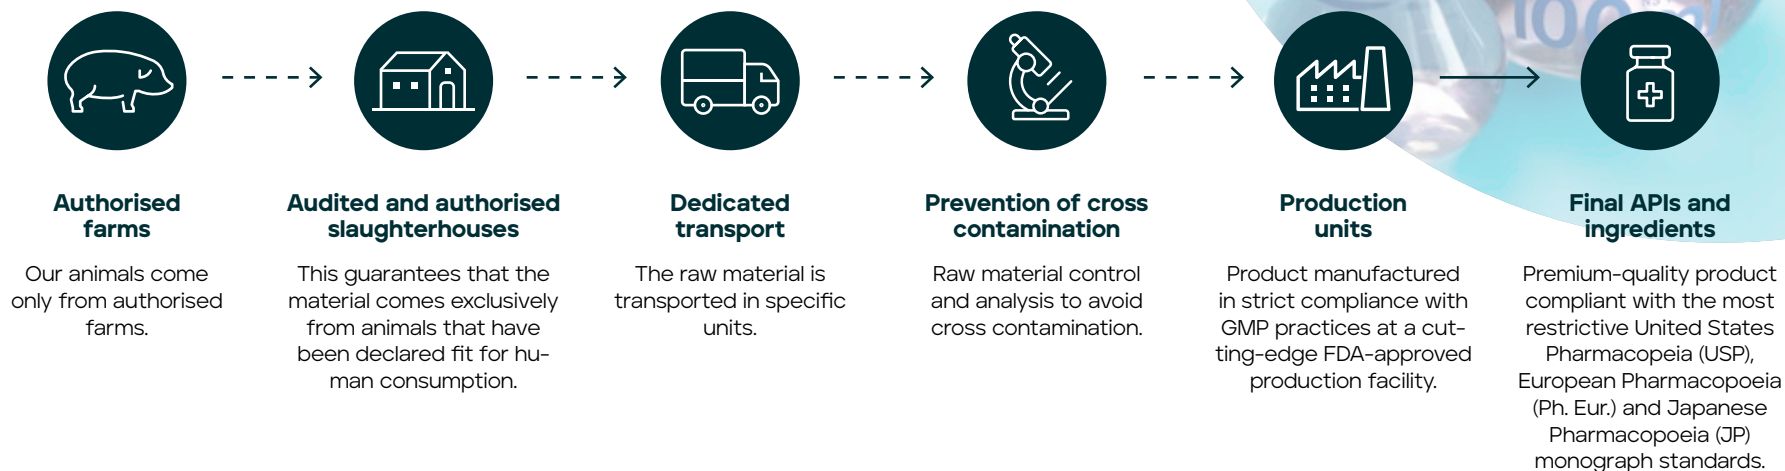 100
ml
Authorised
farms
Our animals come
only from authorised
farms.
Audited and authorised
slaughterhouses
This guarantees that the
material comes exclusively
from animals that have
been declared fit for hu-
man consumption.
Dedicated
transport
The raw material is
transported in specific
units.
Prevention of cross
contamination
Raw material control
and analysis to avoid
cross contamination.
Production
units
Product manufactured
in strict compliance with
GMP practices at a cut-
ting-edge FDA-approved
production facility.
Final APIs and
ingredients
Premium-quality product
compliant with the most
restrictive United States
Pharmacopeia (USP),
European Pharmacopoeia
(Ph. Eur.) and Japanese
Pharmacopoeia (JP)
monograph standards.